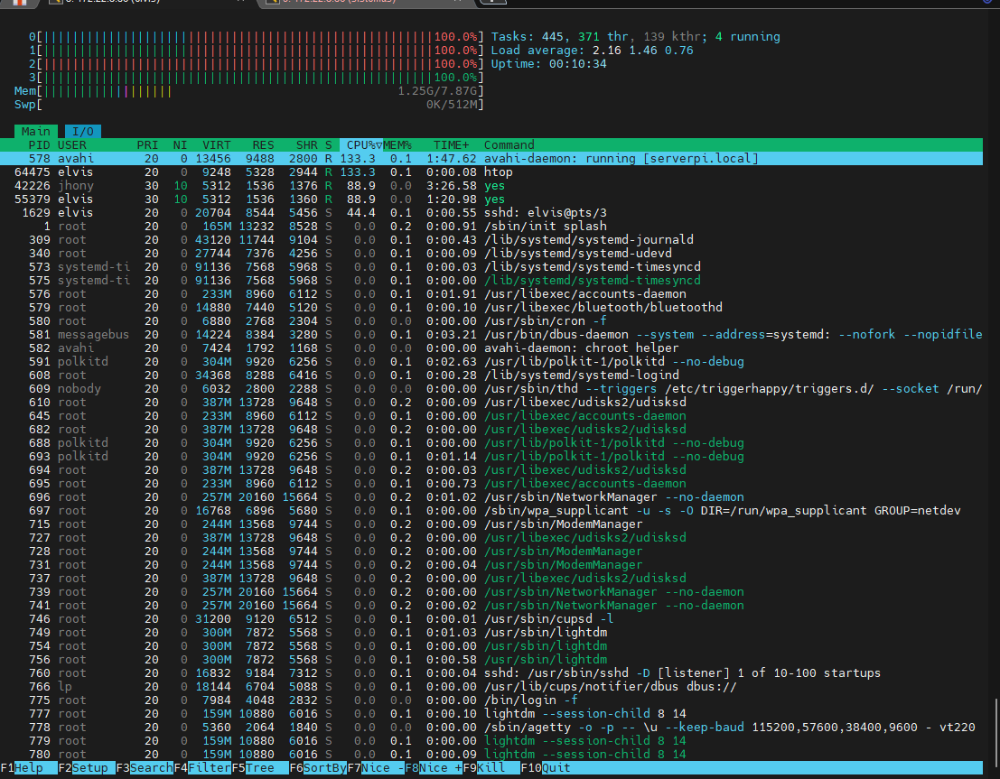 0[||||||||||||||||||||||||||||||||||||||||||||||||||||||100.0%] Tasks: 445, 371 thr, 139 kthr; 4 running
1[||||||||||||||||||||||||||||||||||||||||||||||||||||||100.0%] Load average: 2.16 1.46 0.76
2[||||||||||||||||||||||||||||||||||||||||||||||||||||||100.0%] Uptime: 00:10:34
3[||||||||||||||||||||||||||||||||||||||||||||||||||||||100.0%]
Mem[|||||||||||||||||| 1.25G/7.87G]
Swp[ 0K/512M]
Main I/O
PID USER PRI NI VIRT RES SHR S CPU%▽MEM% TIME+ Command
578 avahi 20 0 13456 9488 2800 R 133.3 0.1 1:47.62 avahi-daemon: running [serverpi.local]
64475 elvis 20 0 9248 5328 2944 R 133.3 0.1 0:00.08 htop
42226 jhony 30 10 5312 1536 1376 R 88.9 0.0 3:26.58 yes
55379 elvis 30 10 5312 1536 1360 R 88.9 0.0 1:20.98 yes
1629 elvis 20 0 20704 8544 5456 S 44.4 0.1 0:00.55 sshd: elvis@pts/3
1 root 20 0 165M 13232 8528 S 0.0 0.2 0:00.91 /sbin/init splash
309 root 20 0 43120 11744 9104 S 0.0 0.1 0:00.43 /lib/systemd/systemd-journald
340 root 20 0 27744 7376 4256 S 0.0 0.1 0:00.09 /lib/systemd/systemd-udevd
573 systemd-ti 20 0 91136 7568 5968 S 0.0 0.1 0:00.03 /lib/systemd/systemd-timesyncd
575 systemd-ti 20 0 91136 7568 5968 S 0.0 0.1 0:00.00 /lib/systemd/systemd-timesyncd
576 root 20 0 233M 8960 6112 S 0.0 0.1 0:01.91 /usr/libexec/accounts-daemon
579 root 20 0 14880 7440 5120 S 0.0 0.1 0:00.10 /usr/libexec/bluetooth/bluetoothd
580 root 20 0 6880 2768 2304 S 0.0 0.0 0:00.00 /usr/sbin/cron -f
581 messagebus 20 0 14224 8384 3280 S 0.0 0.1 0:03.21 /usr/bin/dbus-daemon --system --address=systemd: --nofork --nopidfile
582 avahi 20 0 7424 1792 1168 S 0.0 0.0 0:00.00 avahi-daemon: chroot helper
591 polkitd 20 0 304M 9920 6256 S 0.0 0.1 0:02.63 /usr/lib/polkit-1/polkitd --no-debug
608 root 20 0 34368 8288 6416 S 0.0 0.1 0:00.28 /lib/systemd/systemd-logind
609 nobody 20 0 6032 2800 2288 S 0.0 0.0 0:00.00 /usr/sbin/thd --triggers /etc/triggerhappy/triggers.d/ --socket /run/
610 root 20 0 387M 13728 9648 S 0.0 0.2 0:00.09 /usr/libexec/udisks2/udisksd
645 root 20 0 233M 8960 6112 S 0.0 0.1 0:00.00 /usr/libexec/accounts-daemon
682 root 20 0 387M 13728 9648 S 0.0 0.2 0:00.00 /usr/libexec/udisks2/udisksd
688 polkitd 20 0 304M 9920 6256 S 0.0 0.1 0:00.00 /usr/lib/polkit-1/polkitd --no-debug
693 polkitd 20 0 304M 9920 6256 S 0.0 0.1 0:01.14 /usr/lib/polkit-1/polkitd --no-debug
694 root 20 0 387M 13728 9648 S 0.0 0.2 0:00.03 /usr/libexec/udisks2/udisksd
695 root 20 0 233M 8960 6112 S 0.0 0.1 0:00.73 /usr/libexec/accounts-daemon
696 root 20 0 257M 20160 15664 S 0.0 0.2 0:01.02 /usr/sbin/NetworkManager --no-daemon
697 root 20 0 16768 6896 5680 S 0.0 0.1 0:00.00 /sbin/wpa_supplicant -u -s -O DIR=/run/wpa_supplicant GROUP=netdev
715 root 20 0 244M 13568 9744 S 0.0 0.2 0:00.09 /usr/sbin/ModemManager
727 root 20 0 387M 13728 9648 S 0.0 0.2 0:00.00 /usr/libexec/udisks2/udisksd
728 root 20 0 244M 13568 9744 S 0.0 0.2 0:00.00 /usr/sbin/ModemManager
731 root 20 0 244M 13568 9744 S 0.0 0.2 0:00.04 /usr/sbin/ModemManager
737 root 20 0 387M 13728 9648 S 0.0 0.2 0:00.00 /usr/libexec/udisks2/udisksd
739 root 20 0 257M 20160 15664 S 0.0 0.2 0:00.00 /usr/sbin/NetworkManager --no-daemon
741 root 20 0 257M 20160 15664 S 0.0 0.2 0:00.02 /usr/sbin/NetworkManager --no-daemon
746 root 20 0 31200 9120 6512 S 0.0 0.1 0:00.01 /usr/sbin/cupsd -l
749 root 20 0 300M 7872 5568 S 0.0 0.1 0:01.03 /usr/sbin/lightdm
754 root 20 0 300M 7872 5568 S 0.0 0.1 0:00.00 /usr/sbin/lightdm
756 root 20 0 300M 7872 5568 S 0.0 0.1 0:00.58 /usr/sbin/lightdm
760 root 20 0 16832 9184 7312 S 0.0 0.1 0:00.04 sshd: /usr/sbin/sshd -D [listener] 1 of 10-100 startups
766 lp 20 0 18144 6704 5088 S 0.0 0.1 0:00.00 /usr/lib/cups/notifier/dbus dbus://
775 root 20 0 7984 4048 2832 S 0.0 0.0 0:00.00 /bin/login -f
777 root 20 0 159M 10880 6016 S 0.0 0.1 0:00.10 lightdm --session-child 8 14
778 root 20 0 5360 2064 1840 S 0.0 0.0 0:00.00 /sbin/agetty -o -p -- \u --keep-baud 115200,57600,38400,9600 - vt220
779 root 20 0 159M 10880 6016 S 0.0 0.1 0:00.00 lightdm --session-child 8 14
780 root 20 0 159M 10880 6016 S 0.0 0.1 0:00.09 lightdm --session-child 8 14
F1Help F2Setup F3SearchF4FilterF5Tree F6SortByF7Nice -F8Nice +F9Kill F10Quit